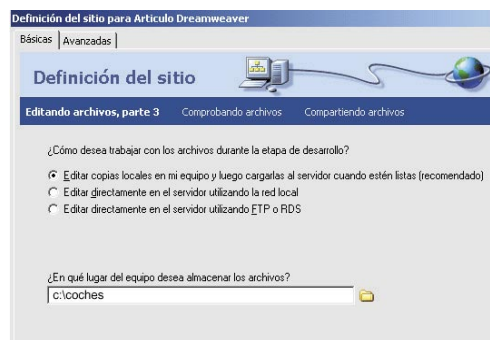 Definición del sitio para Articulo Dreamweaver
Básicas Avanzadas
Definición del sitio
Editando archivos, parte 3 Comprobando archivos Compartiendo archivos
¿Cómo desea trabajar con los archivos durante la etapa de desarrollo?
Editar copias locales en mi equipo y luego cargarlas al servidor cuando estén listas (recomendado)
Editar directamente en el servidor utilizando la red local
Editar directamente en el servidor utilizando FTP o RDS
¿En qué lugar del equipo desea almacenar los archivos?
c:\coches